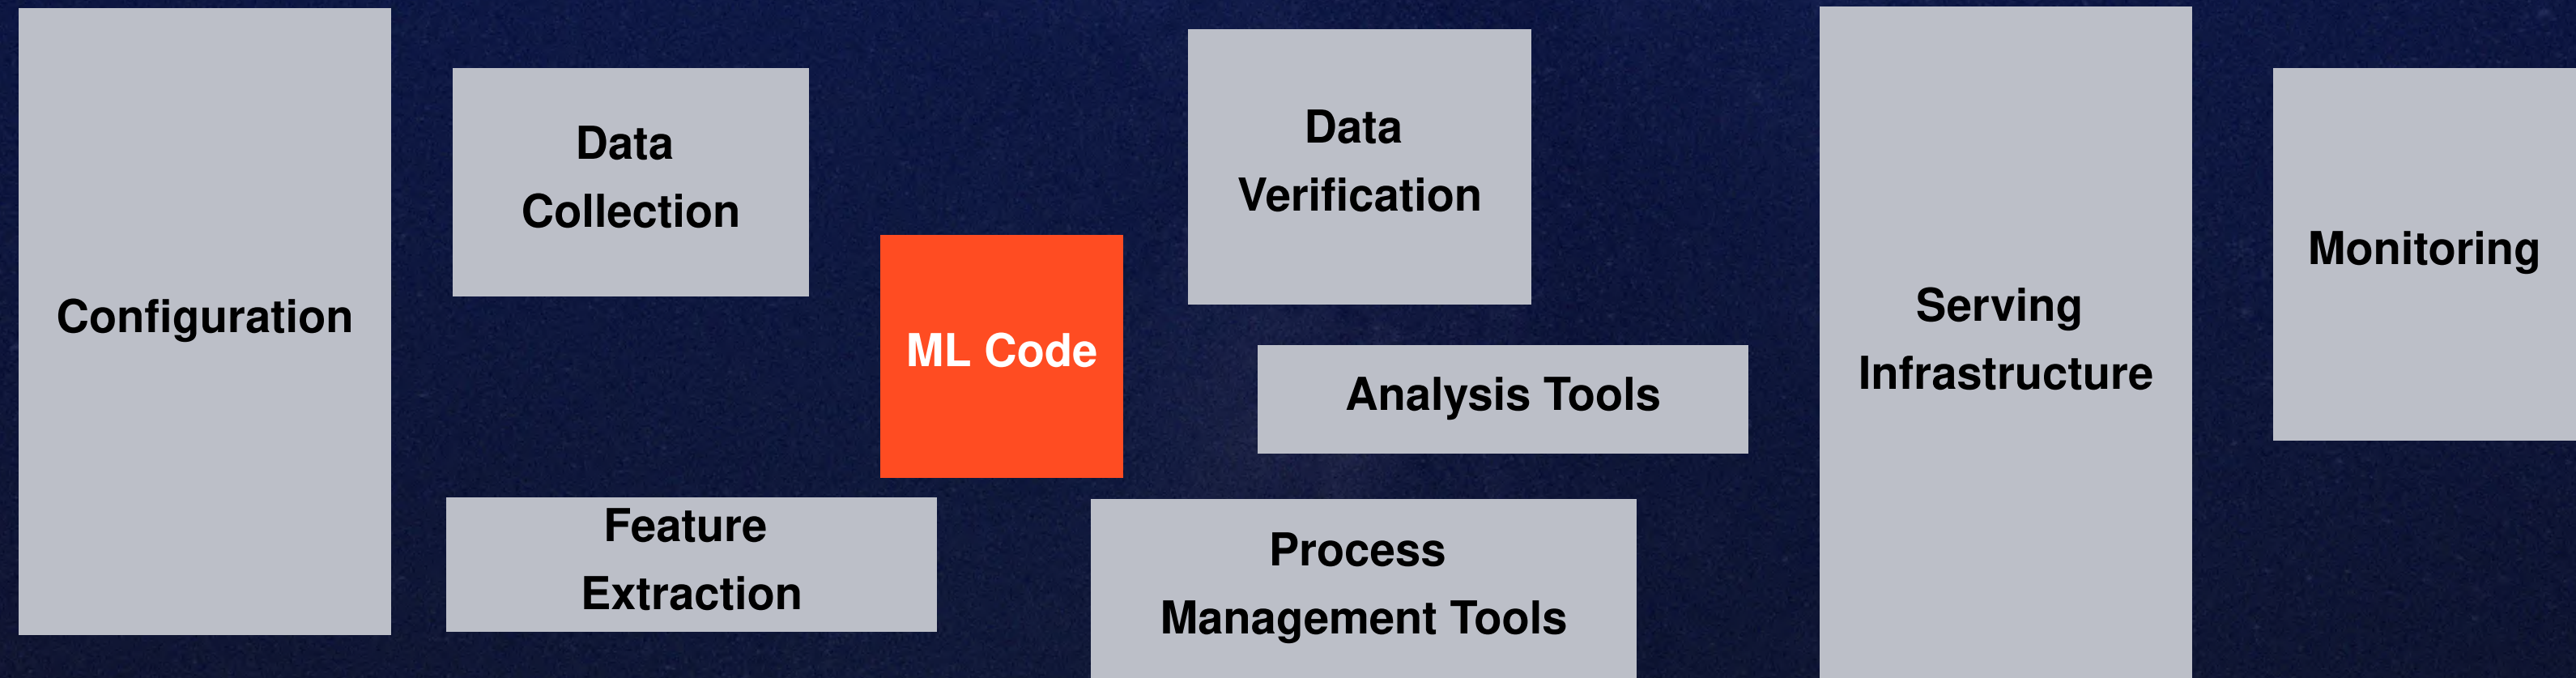 Configuration
Data
Collection
Feature
Extraction
ML Code
Data
Verification
Analysis Tools
Process
Management Tools
Serving
Infrastructure
Monitoring